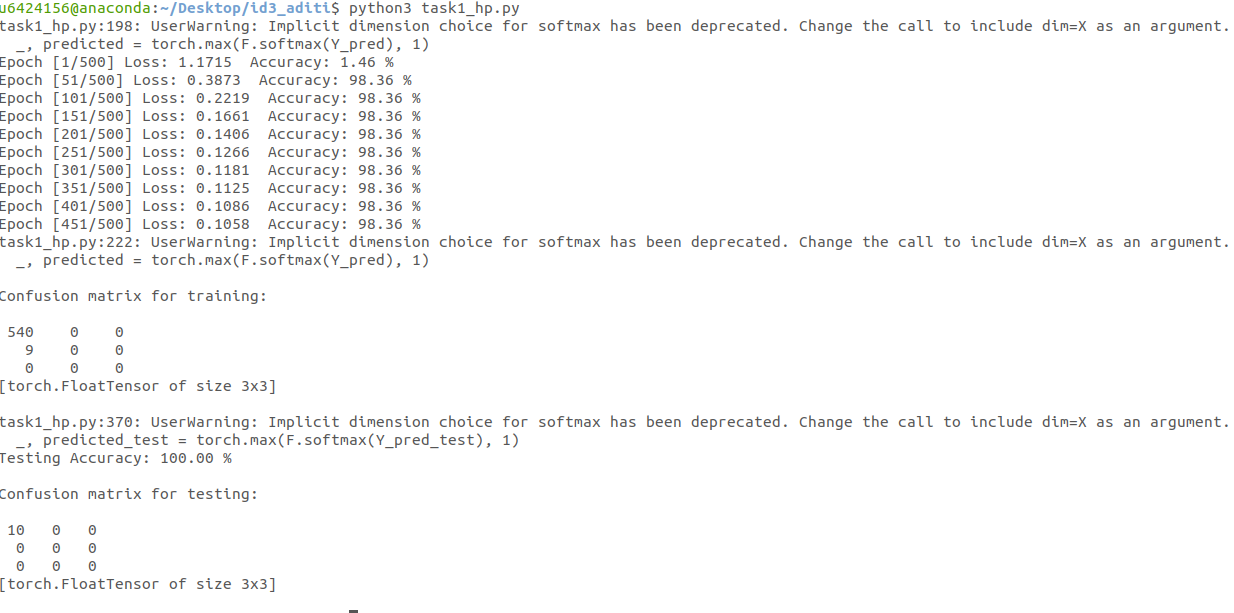 u6424156@anaconda:~/Desktop/id3_aditi$ python3 task1_hp.py
task1_hp.py:198: UserWarning: Implicit dimension choice for softmax has been deprecated. Change the call to include dim=X as an argument.
  _, predicted = torch.max(F.softmax(Y_pred), 1)
Epoch [1/500] Loss: 1.1715  Accuracy: 1.46 %
Epoch [51/500] Loss: 0.3873  Accuracy: 98.36 %
Epoch [101/500] Loss: 0.2219  Accuracy: 98.36 %
Epoch [151/500] Loss: 0.1661  Accuracy: 98.36 %
Epoch [201/500] Loss: 0.1406  Accuracy: 98.36 %
Epoch [251/500] Loss: 0.1266  Accuracy: 98.36 %
Epoch [301/500] Loss: 0.1181  Accuracy: 98.36 %
Epoch [351/500] Loss: 0.1125  Accuracy: 98.36 %
Epoch [401/500] Loss: 0.1086  Accuracy: 98.36 %
Epoch [451/500] Loss: 0.1058  Accuracy: 98.36 %
task1_hp.py:222: UserWarning: Implicit dimension choice for softmax has been deprecated. Change the call to include dim=X as an argument.
  _, predicted = torch.max(F.softmax(Y_pred), 1)
Confusion matrix for training:
 540    0    0
   9    0    0
   0    0    0
[torch.FloatTensor of size 3x3]
task1_hp.py:370: UserWarning: Implicit dimension choice for softmax has been deprecated. Change the call to include dim=X as an argument.
  _, predicted_test = torch.max(F.softmax(Y_pred_test), 1)
Testing Accuracy: 100.00 %
Confusion matrix for testing:
 10   0   0
  0   0   0
  0   0   0
[torch.FloatTensor of size 3x3]